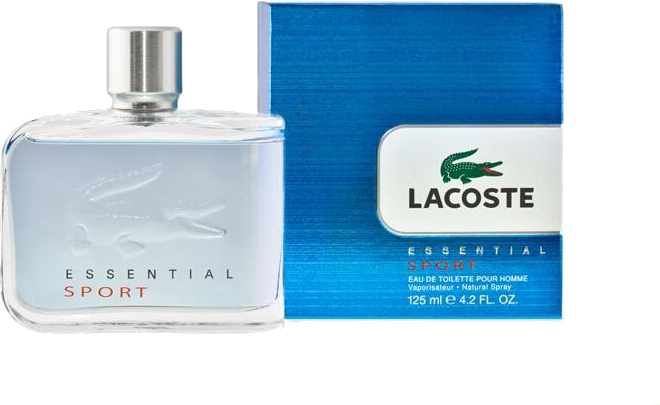 ESSENTIAL
SPORT
LACOSTE
ESSENTIAL
SPORT
EAU DE TOILETTE POUR HOMME
Vaporisateur • Natural Spray
125 ml ℮ 4.2 FL. OZ.